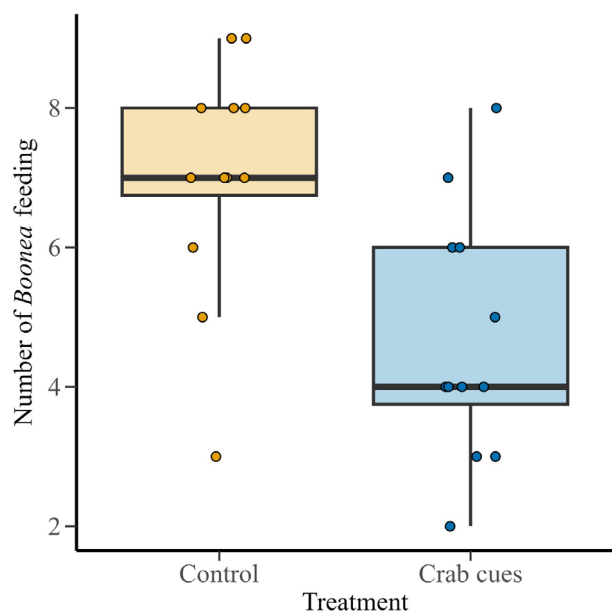 Number of Boonea feeding
8
6
4
2
Control
Crab cues
Treatment